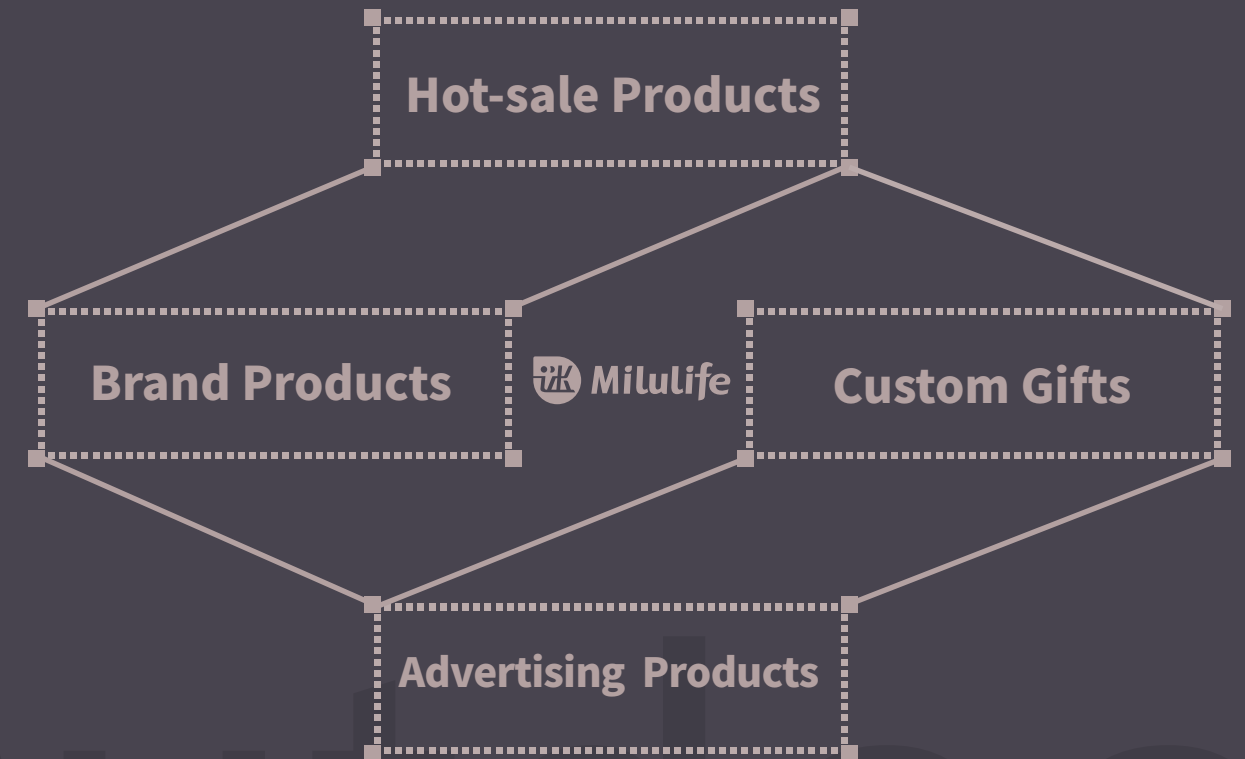 Hot-sale Products
Brand Products
Milulife
Custom Gifts
Advertising Products